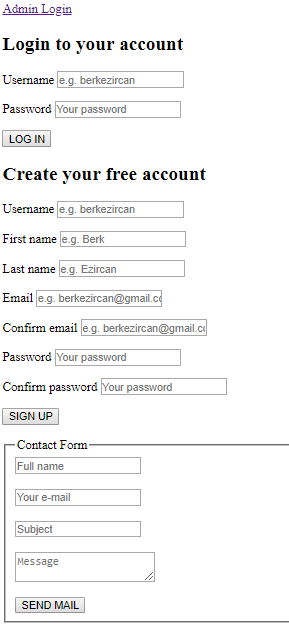 Admin Login
Login to your account
Username e.g. berkezircan
Password Your password
LOG IN
Create your free account
Username e.g. berkezircan
First name e.g. Berk
Last name e.g. Ezircan
Email e.g. berkezircan@gmail.co
Confirm email e.g. berkezircan@gmail.co
Password Your password
Confirm password Your password
SIGN UP
Contact Form
Full name
Your e-mail
Subject
Message
SEND MAIL